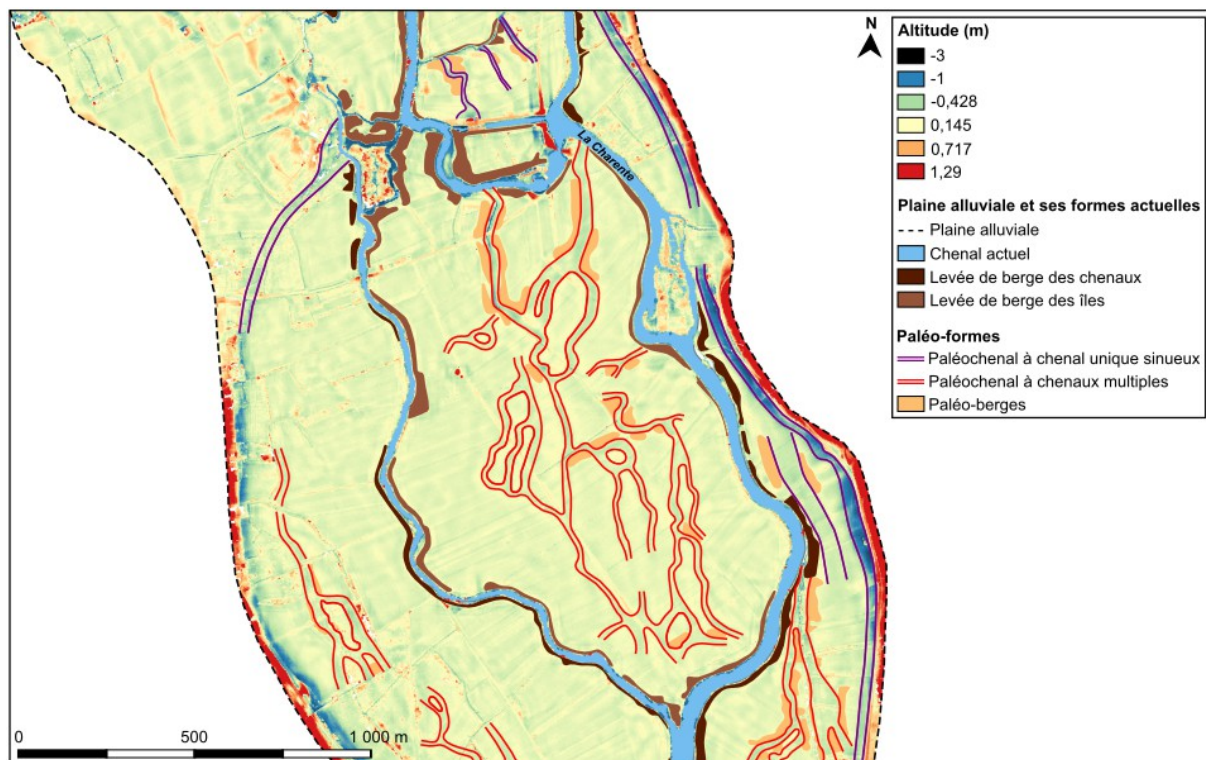 N
Altitude (m)
-3
-1
-0,428
0,145
0,717
1,29
Plaine alluviale et ses formes actuelles
Plaine alluviale
Chenal actuel
Levée de berge des chenaux
Levée de berge des îles
Paléo-formes
Paléochenal à chenal unique sinueux
Paléochenal à chenaux multiples
Paléo-berges
La Charente
0 500 1 000 m